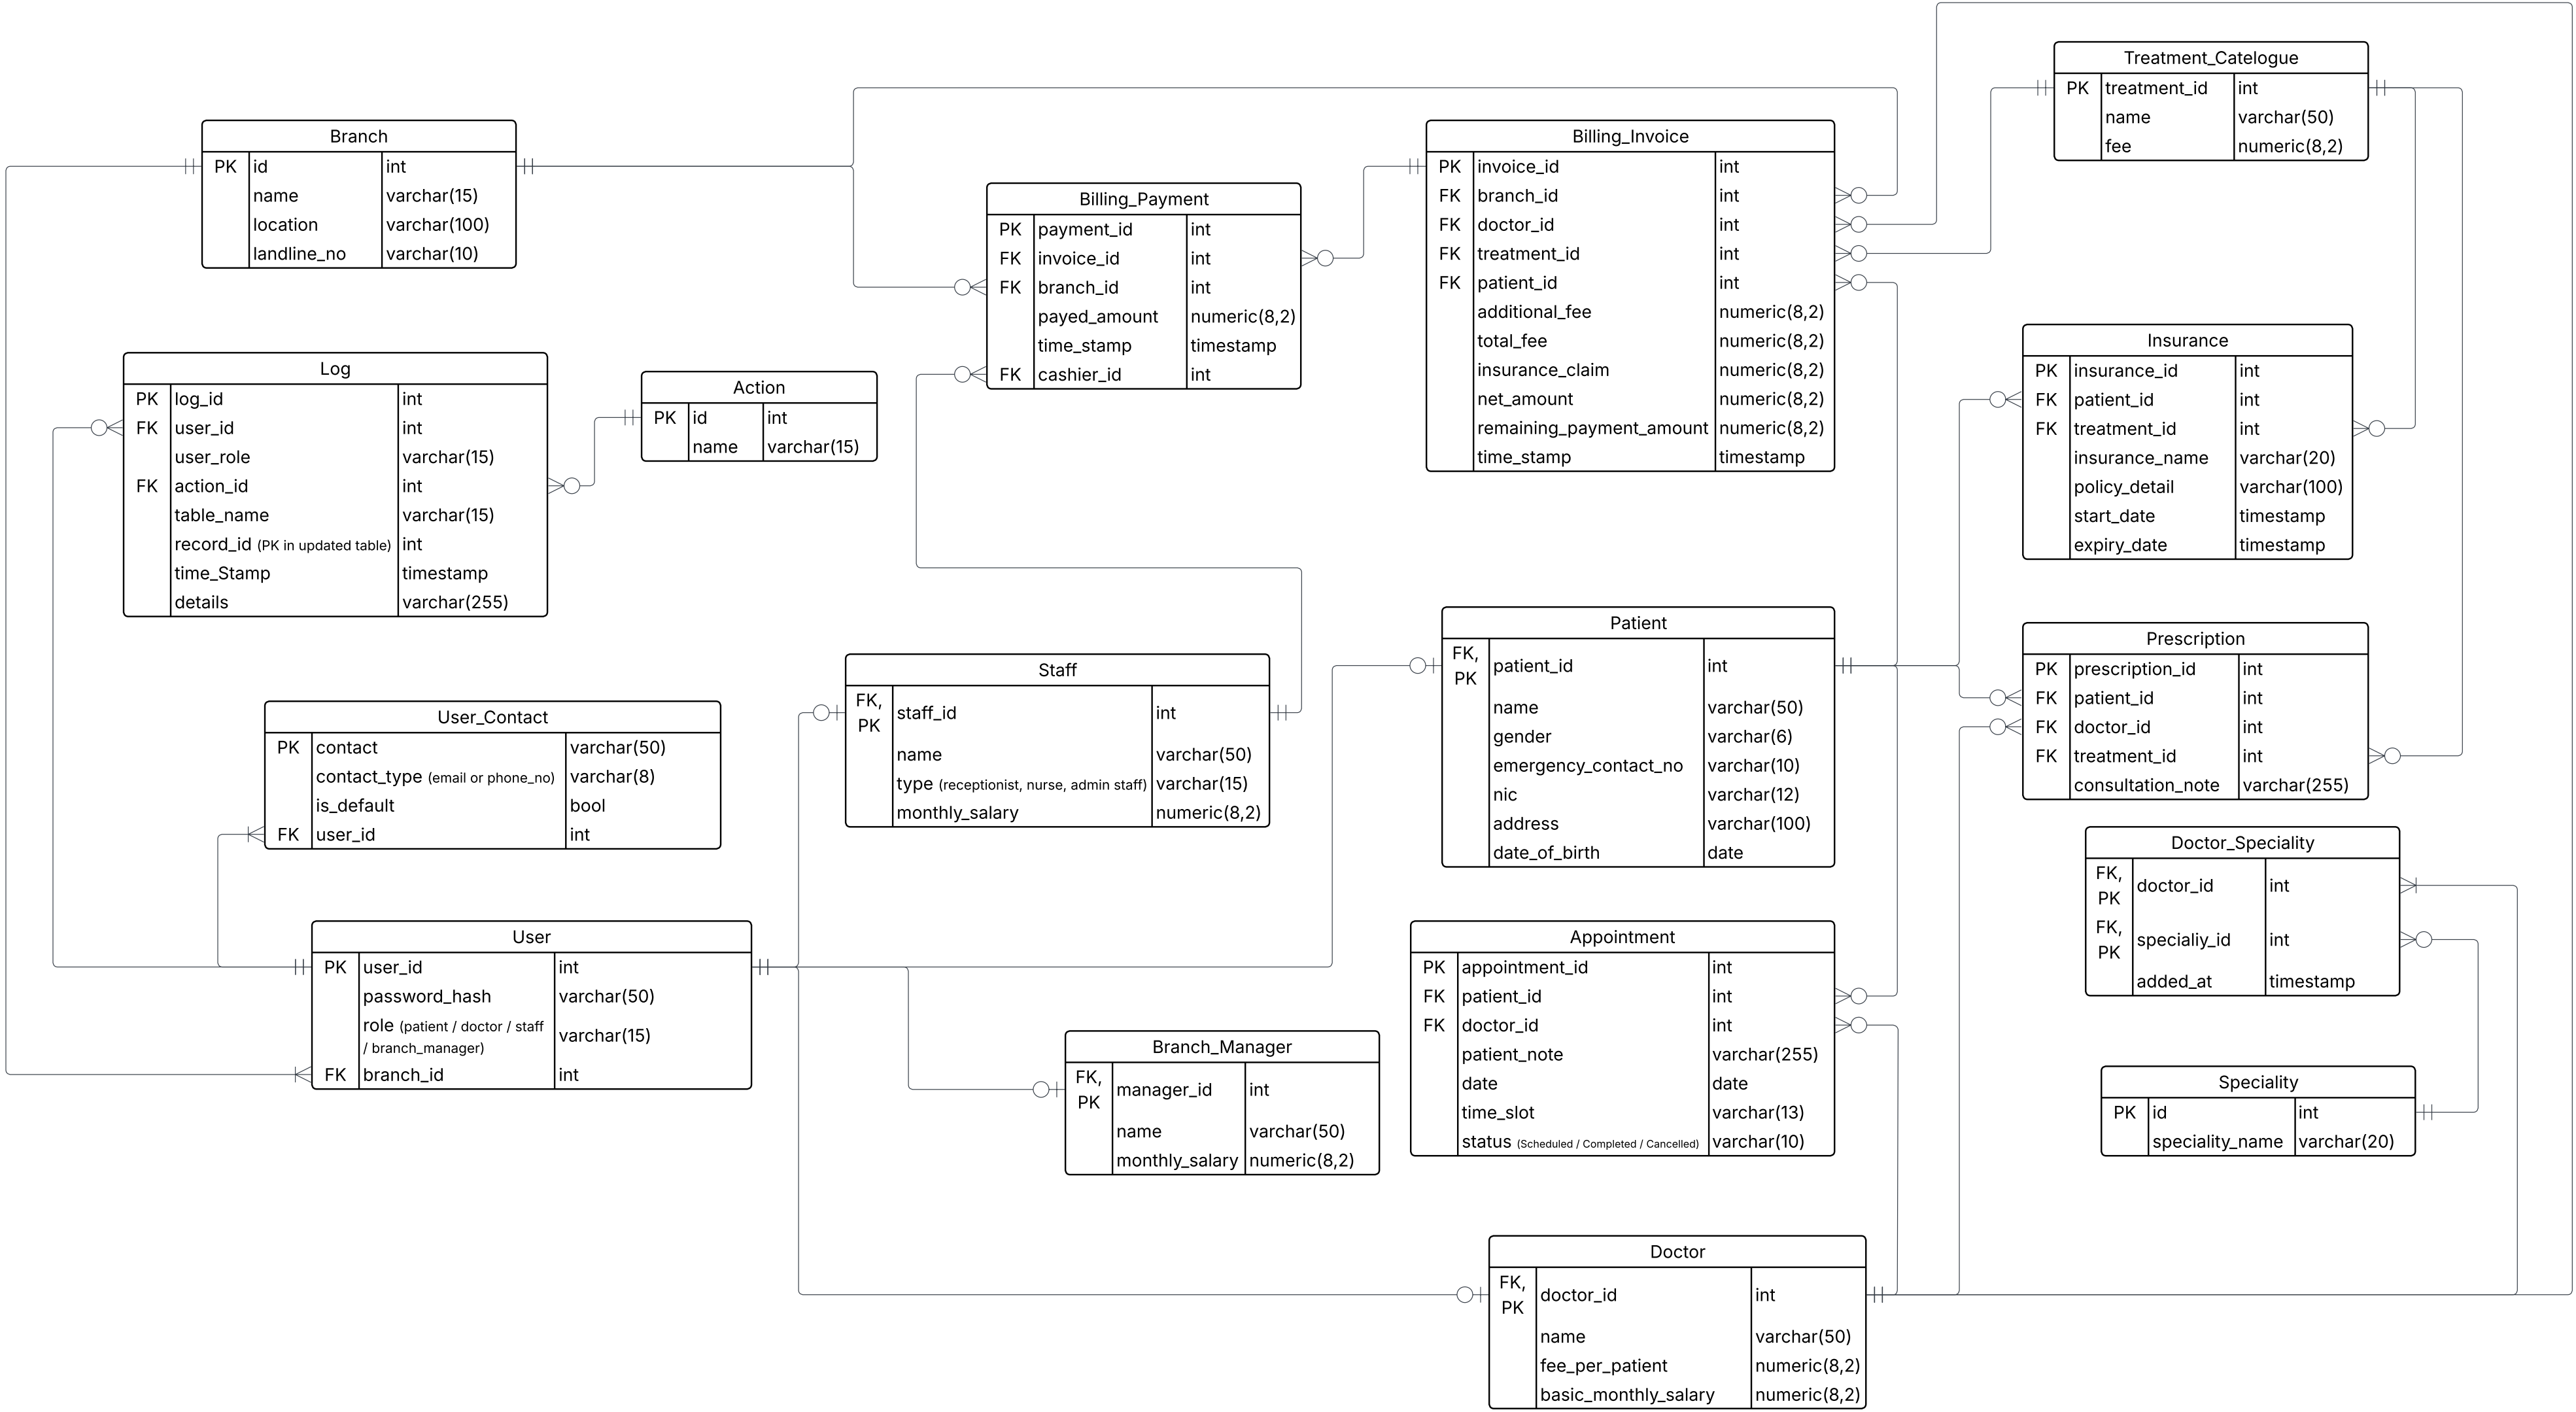 Branch
PK id int
name varchar(15)
location varchar(100)
landline_no varchar(10)
Billing_Payment
PK payment_id int
FK invoice_id int
FK branch_id int
payed_amount numeric(8,2)
time_stamp timestamp
FK cashier_id int
Billing_Invoice
PK invoice_id int
FK branch_id int
FK doctor_id int
FK treatment_id int
FK patient_id int
additional_fee numeric(8,2)
total_fee numeric(8,2)
insurance_claim numeric(8,2)
net_amount numeric(8,2)
remaining_payment_amount numeric(8,2)
time_stamp timestamp
Treatment_Catelogue
PK treatment_id int
name varchar(50)
fee numeric(8,2)
Log
PK log_id int
FK user_id int
user_role varchar(15)
FK action_id int
table_name varchar(15)
record_id (PK in updated table) int
time_Stamp timestamp
details varchar(255)
Action
PK id int
name varchar(15)
Insurance
PK insurance_id int
FK patient_id int
FK treatment_id int
insurance_name varchar(20)
policy_detail varchar(100)
start_date timestamp
expiry_date timestamp
User_Contact
PK contact varchar(50)
contact_type (email or phone_no) varchar(8)
is_default bool
FK user_id int
Staff
FK,
PK staff_id int
name varchar(50)
type (receptionist, nurse, admin staff) varchar(15)
monthly_salary numeric(8,2)
Patient
FK,
PK patient_id int
name varchar(50)
gender varchar(6)
emergency_contact_no varchar(10)
nic varchar(12)
address varchar(100)
date_of_birth date
Prescription
PK prescription_id int
FK patient_id int
FK doctor_id int
FK treatment_id int
consultation_note varchar(255)
Doctor_Speciality
FK,
PK doctor_id int
FK,
PK specialiy_id int
added_at timestamp
User
PK user_id int
password_hash varchar(50)
role (patient / doctor / staff
/ branch_manager) varchar(15)
FK branch_id int
Branch_Manager
FK,
PK manager_id int
name varchar(50)
monthly_salary numeric(8,2)
Appointment
PK appointment_id int
FK patient_id int
FK doctor_id int
patient_note varchar(255)
date date
time_slot varchar(13)
status (Scheduled / Completed / Cancelled) varchar(10)
Speciality
PK id int
speciality_name varchar(20)
Doctor
FK,
PK doctor_id int
name varchar(50)
fee_per_patient numeric(8,2)
basic_monthly_salary numeric(8,2)